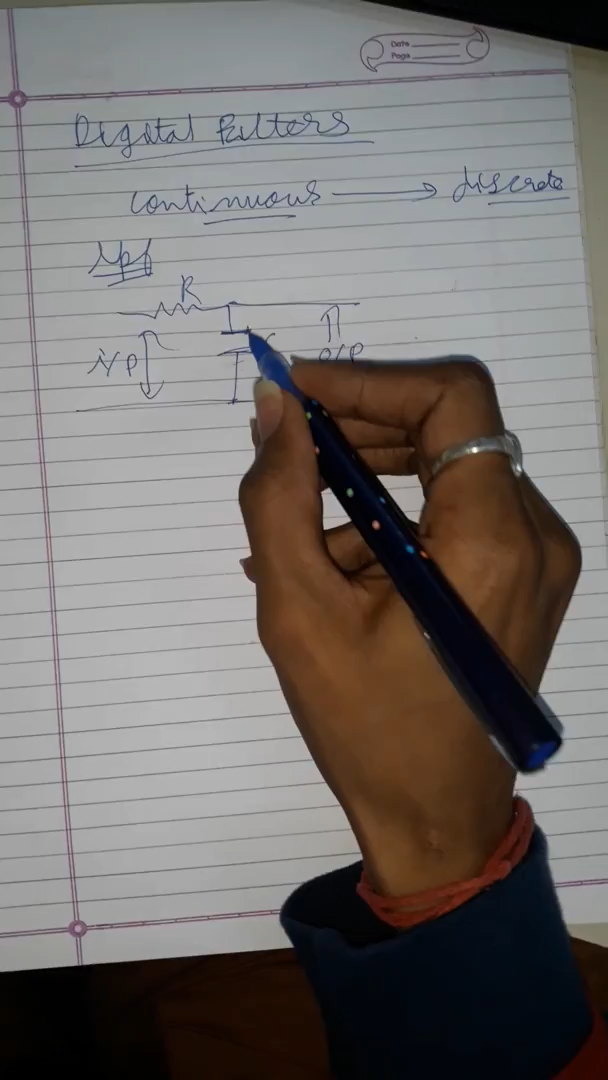 Date
Page
Digital Filters
Continuous → discrete
Lpf
R
I/P
C
O/P